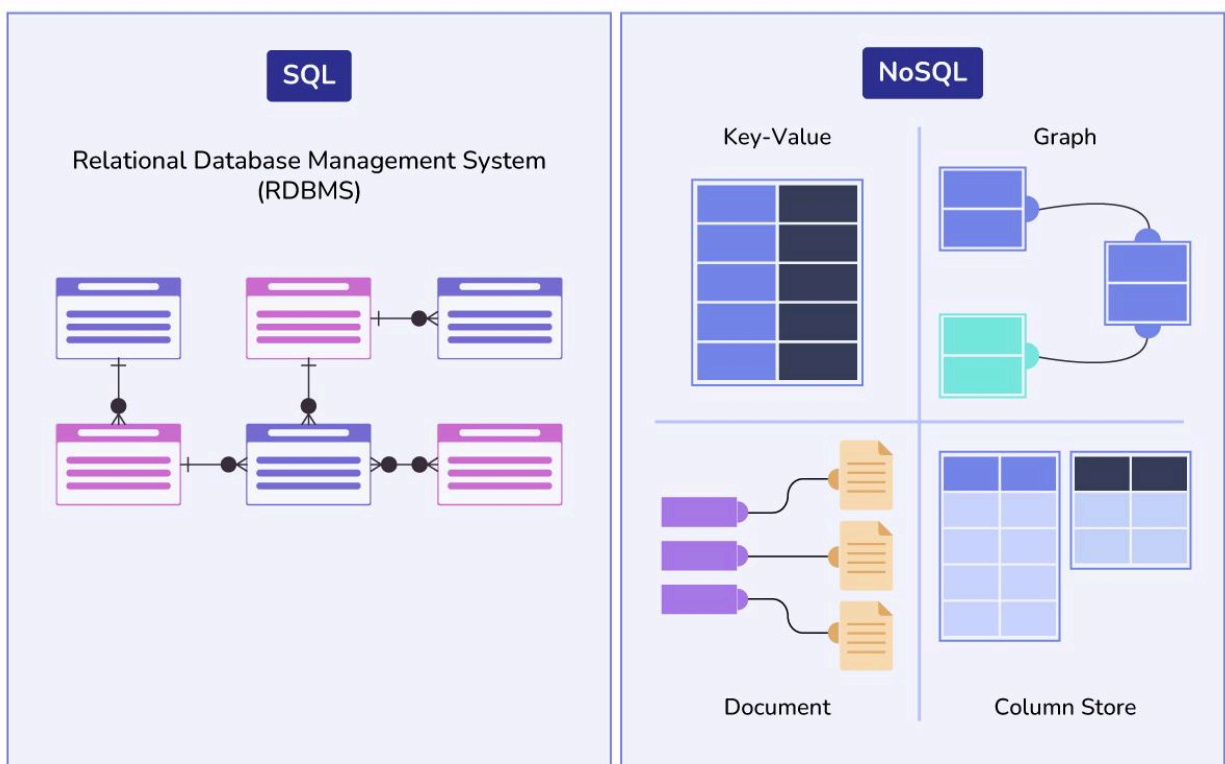 SQL
Relational Database Management System
(RDBMS)
NoSQL
Key-Value
Graph
Document
Column Store